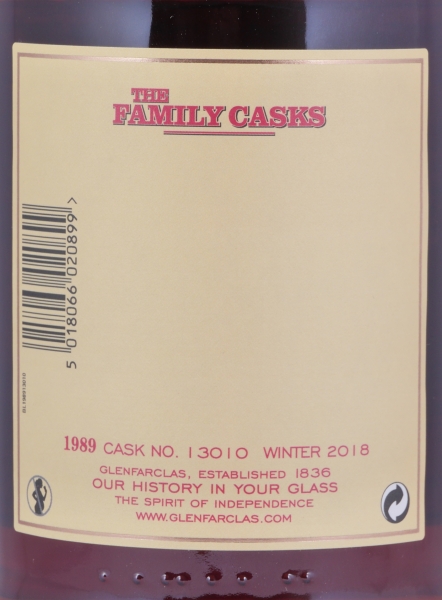 THE
FAMILY CASKS
5 018066 020899 >
1989 CASK NO. 13010 WINTER 2018
GLENFARCLAS, ESTABLISHED 1836
OUR HISTORY IN YOUR GLASS
THE SPIRIT OF INDEPENDENCE
WWW.GLENFARCLAS.COM